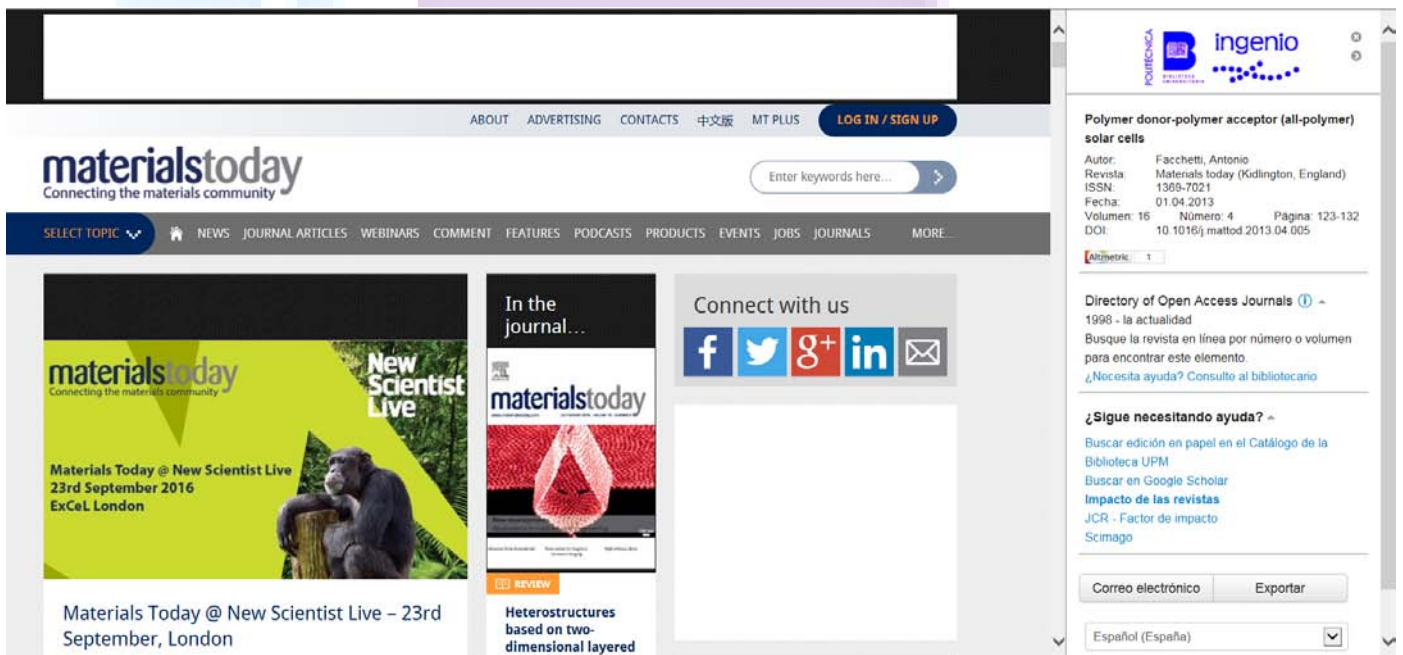 ABOUT ADVERTISING CONTACTS 中文版 MT PLUS LOG IN / SIGN UP
materialstoday
Connecting the materials community
Enter keywords here...
SELECT TOPIC NEWS JOURNAL ARTICLES WEBINARS COMMENT FEATURES PODCASTS PRODUCTS EVENTS JOBS JOURNALS MORE...
materialstoday
Connecting the materials community
New
Scientist
Live
Materials Today @ New Scientist Live
23rd September 2016
ExCeL London
Materials Today @ New Scientist Live – 23rd
September, London
In the
journal...
materialstoday
REVIEW
Heterostructures
based on two-
dimensional layered
Connect with us
f 8+ in
POLITÉCNICA
B
ingenio
Polymer donor-polymer acceptor (all-polymer)
solar cells
Autor: Facchetti, Antonio
Revista: Materials today (Kidlington, England)
ISSN: 1369-7021
Fecha: 01.04.2013
Volumen: 16 Número: 4 Página: 123-132
DOI: 10.1016/j.mattod.2013.04.005
Altmetric 1
Directory of Open Access Journals
1998 - la actualidad
Busque la revista en línea por número o volumen
para encontrar este elemento.
¿Necesita ayuda? Consulte al bibliotecario
¿Sigue necesitando ayuda?
Buscar edición en papel en el Catálogo de la
Biblioteca UPM
Buscar en Google Scholar
Impacto de las revistas
JCR - Factor de impacto
Scimago
Correo electrónico Exportar
Español (España)